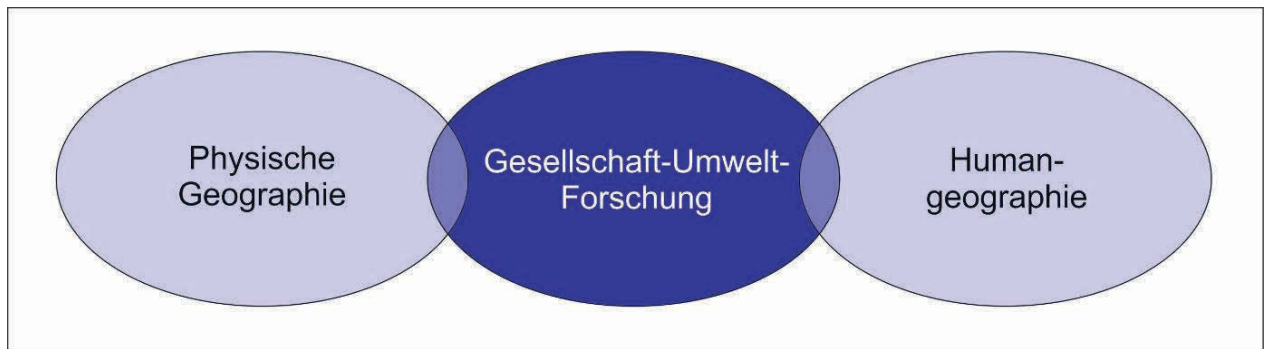 Physische
Geographie
Gesellschaft-Umwelt-
Forschung
Human-
geographie